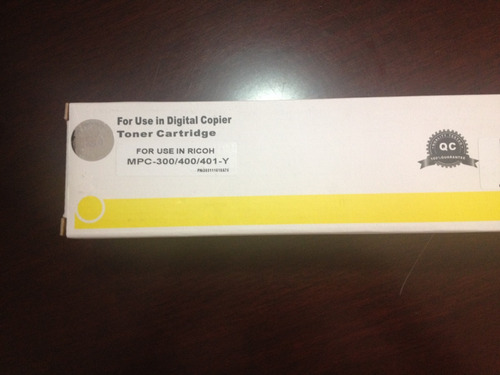 For Use in Digital Copier
Toner Cartridge
FOR USE IN RICOH
MPC-300/400/401-Y
QC